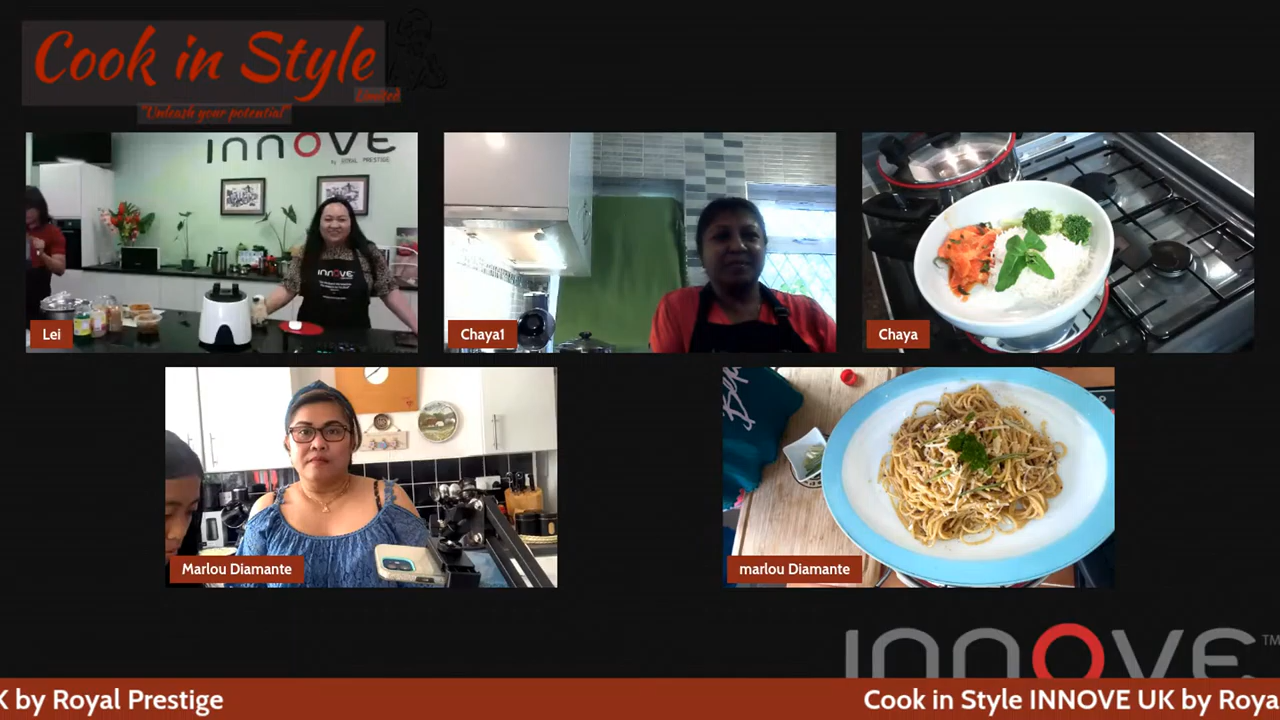 Cook in Style
Limited
"Unleash your potential"
INNOVE
by ROYAL PRESTIGE
INNOVE
Lei
Chaya1
Chaya
Marlou Diamante
marlou Diamante
INNOVE™
K by Royal Prestige
Cook in Style INNOVE UK by Roya